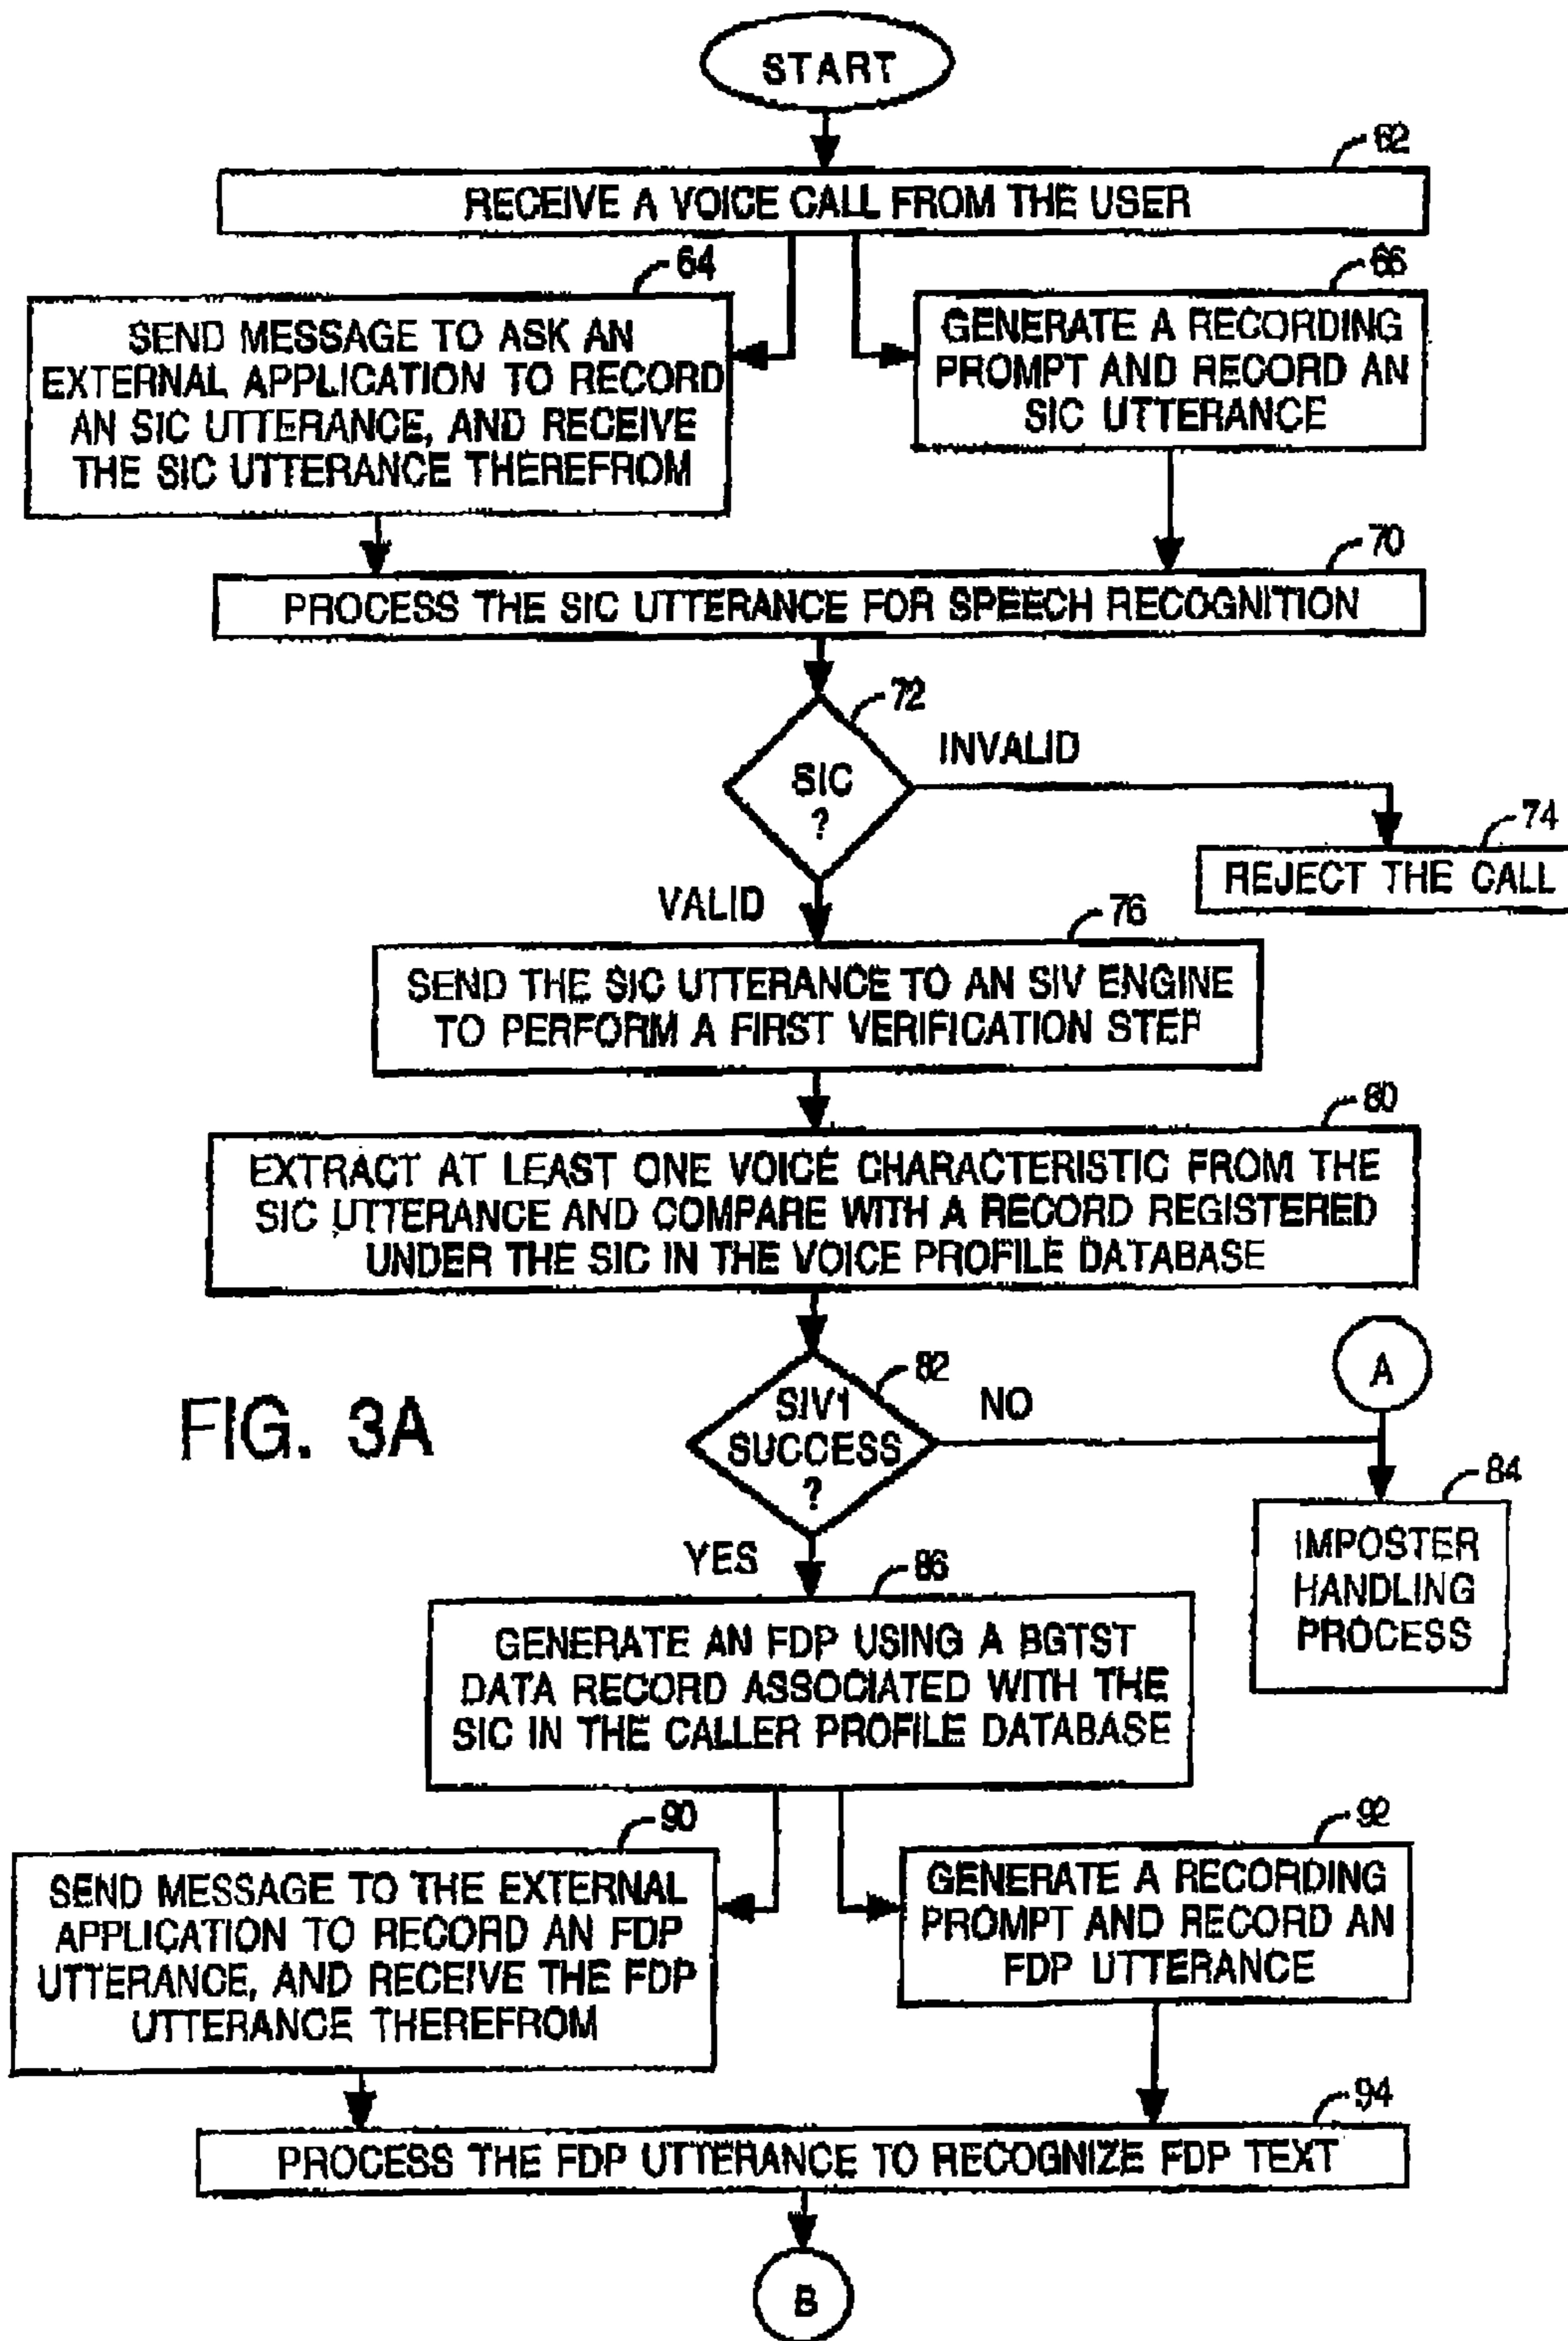 START
62
RECEIVE A VOICE CALL FROM THE USER
64
SEND MESSAGE TO ASK AN
EXTERNAL APPLICATION TO RECORD
AN SIC UTTERANCE, AND RECEIVE
THE SIC UTTERANCE THEREFROM
66
GENERATE A RECORDING
PROMPT AND RECORD AN
SIC UTTERANCE
70
PROCESS THE SIC UTTERANCE FOR SPEECH RECOGNITION
72
SIC
?
INVALID
74
REJECT THE CALL
VALID
76
SEND THE SIC UTTERANCE TO AN SIV ENGINE
TO PERFORM A FIRST VERIFICATION STEP
80
EXTRACT AT LEAST ONE VOICE CHARACTERISTIC FROM THE
SIC UTTERANCE AND COMPARE WITH A RECORD REGISTERED
UNDER THE SIC IN THE VOICE PROFILE DATABASE
82
SIV1
SUCCESS
?
NO
A
84
IMPOSTER
HANDLING
PROCESS
FIG. 3A
YES
86
GENERATE AN FDP USING A BGTST
DATA RECORD ASSOCIATED WITH THE
SIC IN THE CALLER PROFILE DATABASE
90
SEND MESSAGE TO THE EXTERNAL
APPLICATION TO RECORD AN FDP
UTTERANCE, AND RECEIVE THE FDP
UTTERANCE THEREFROM
92
GENERATE A RECORDING
PROMPT AND RECORD AN
FDP UTTERANCE
94
PROCESS THE FDP UTTERANCE TO RECOGNIZE FDP TEXT
B